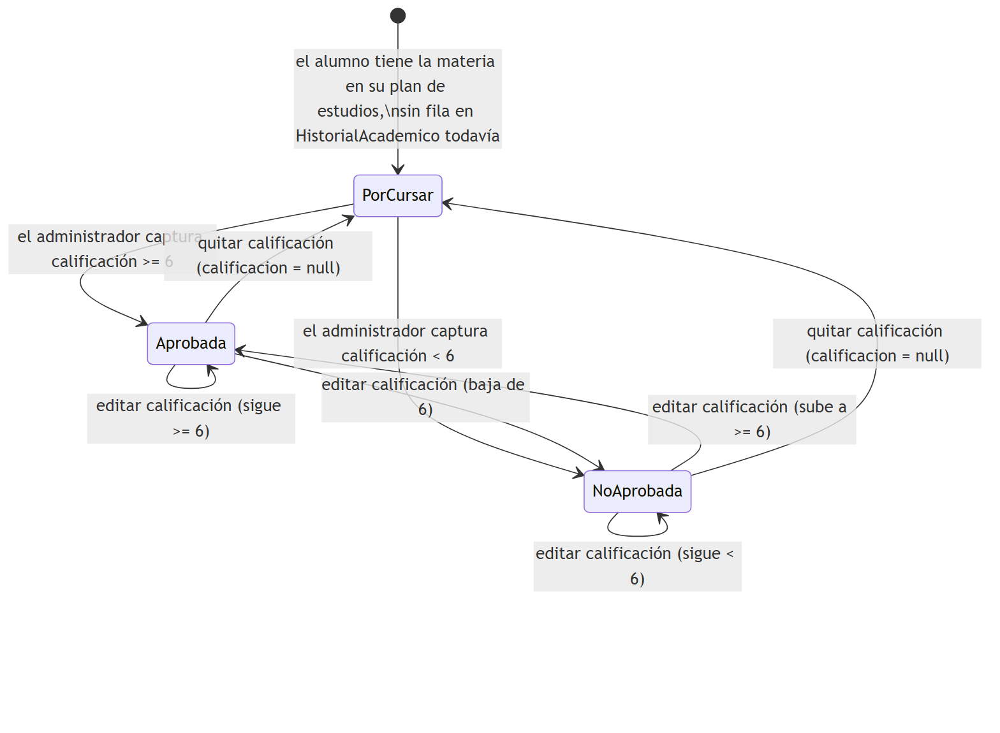 el alumno tiene la materia
en su plan de
estudios,\nsin fila en
HistorialAcademico todavía
PorCursar
el administrador captura
calificación >= 6
quitar calificación
(calificacion = null)
Aprobada
el administrador captura
calificación < 6
quitar calificación
(calificacion = null)
editar calificación (baja de
6)
editar calificación (sigue
>= 6)
editar calificación (sube a
>= 6)
NoAprobada
editar calificación (sigue <
6)